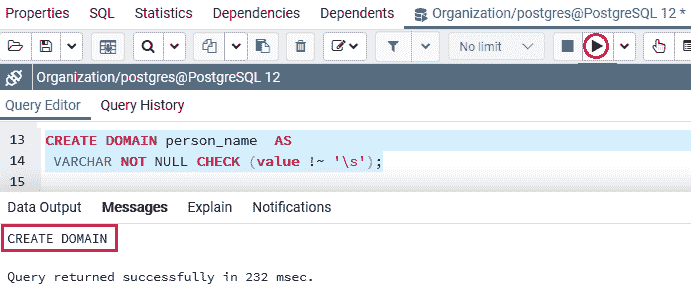 Properties SQL Statistics Dependencies Dependents Organization/postgres@PostgreSQL 12 *
No limit
Organization/postgres@PostgreSQL 12
Query Editor Query History
13 CREATE DOMAIN person_name  AS
14 VARCHAR NOT NULL CHECK (value !~ '\s');
15
Data Output Messages Explain Notifications
CREATE DOMAIN
Query returned successfully in 232 msec.